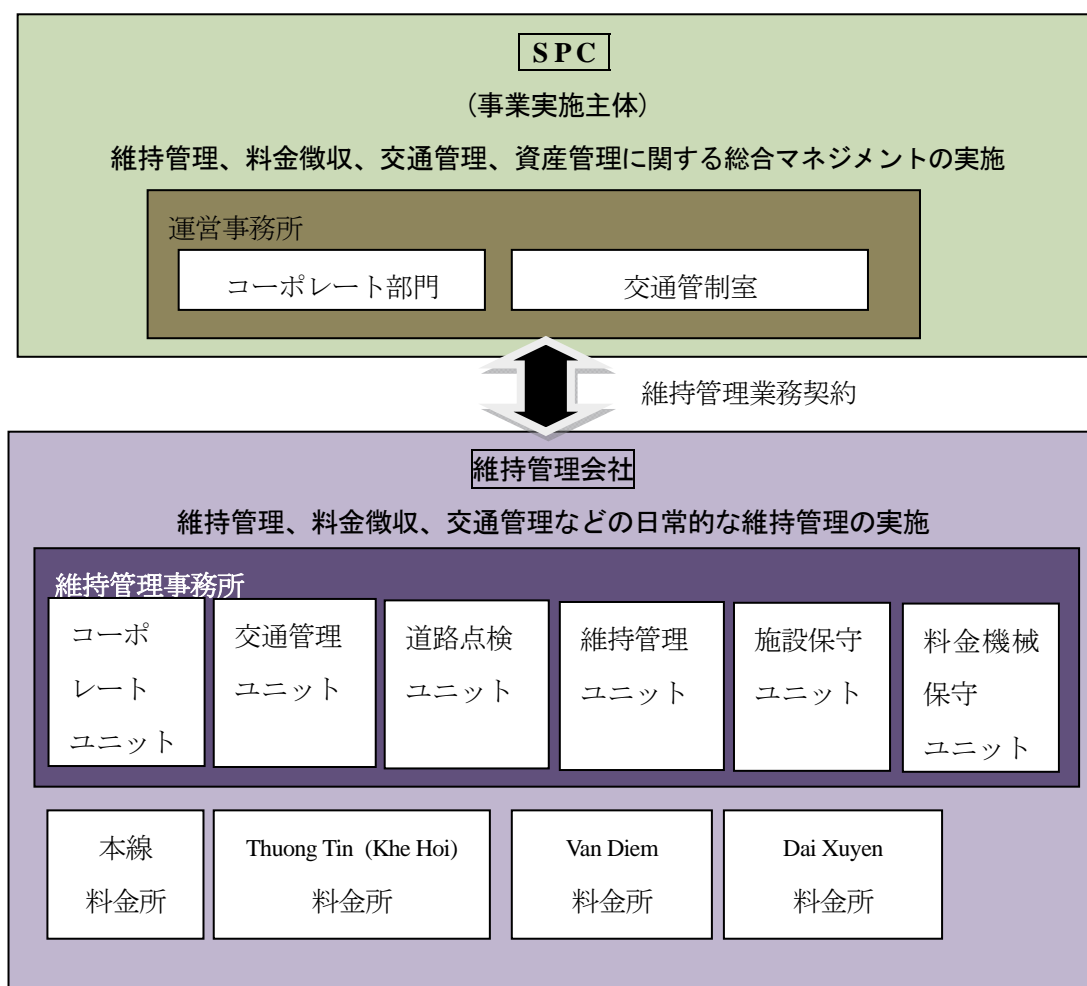 SPC
(事業実施主体)
維持管理、料金徴収、交通管理、資産管理に関する総合マネジメントの実施
運営事務所
コーポレート部門
交通管制室
維持管理業務契約
維持管理会社
維持管理、料金徴収、交通管理などの日常的な維持管理の実施
維持管理事務所
コーポ
レート
ユニット
交通管理
ユニット
道路点検
ユニット
維持管理
ユニット
施設保守
ユニット
料金機械
保守
ユニット
本線
料金所
Thuong Tin (Khe Hoi)
料金所
Van Diem
料金所
Dai Xuyen
料金所